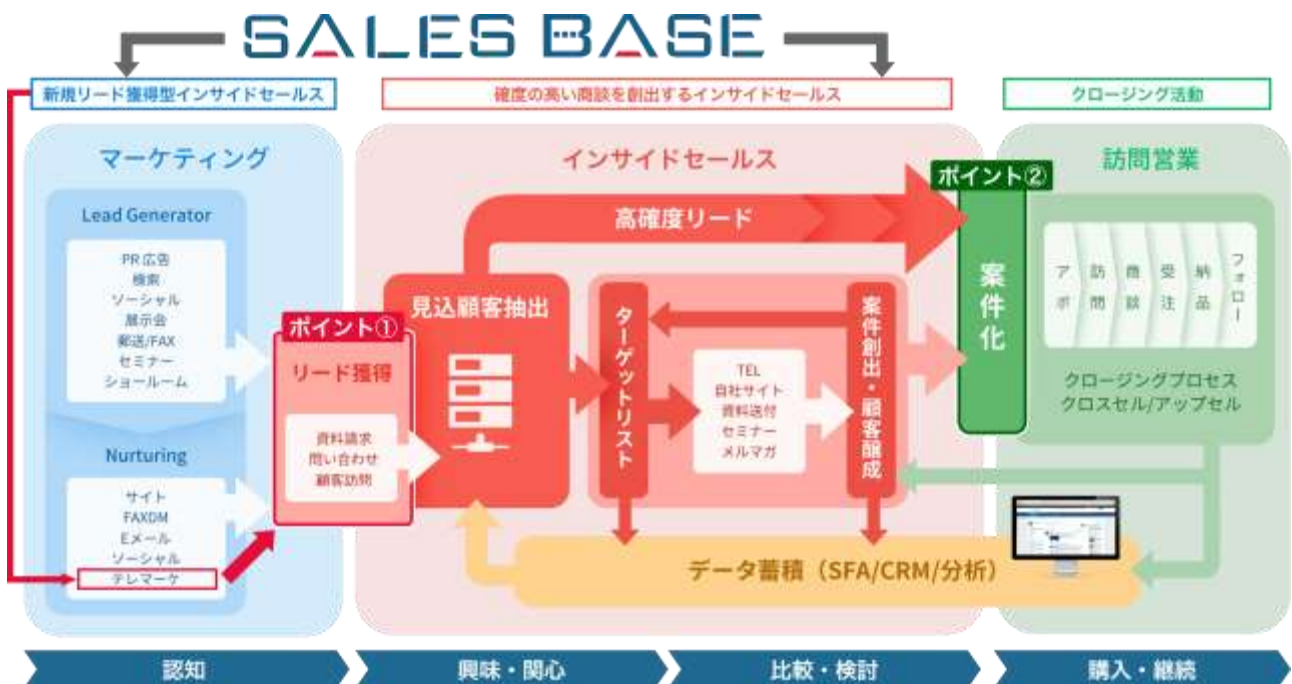 SALES BASE
新規リード獲得型インサイドセールス
確度の高い商談を創出するインサイドセールス
クロージング活動
マーケティング
Lead Generator
PR広告
検索
ソーシャル
展示会
郵送/FAX
セミナー
ショールーム
Nurturing
サイト
FAXDM
Eメール
ソーシャル
テレマーケ
ポイント①
リード獲得
資料請求
問い合わせ
顧客訪問
インサイドセールス
高確度リード
見込顧客抽出
ターゲットリスト
TEL
自社サイト
資料送付
セミナー
メルマガ
案件創出・顧客醸成
ポイント②
案件化
訪問営業
アポ
訪問
商談
受注
納品
フォロー
クロージングプロセス
クロスセル/アップセル
データ蓄積（SFA/CRM/分析）
認知
興味・関心
比較・検討
購入・継続